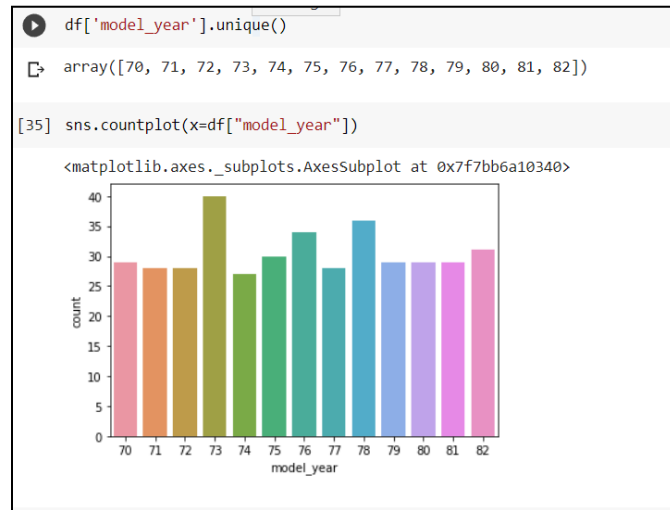 df['model_year'].unique()
array([70, 71, 72, 73, 74, 75, 76, 77, 78, 79, 80, 81, 82])
[35] sns.countplot(x=df["model_year"])
<matplotlib.axes._subplots.AxesSubplot at 0x7f7bb6a10340>
40
35
30
25
20
15
10
5
0
count
70 71 72 73 74 75 76 77 78 79 80 81 82
model_year